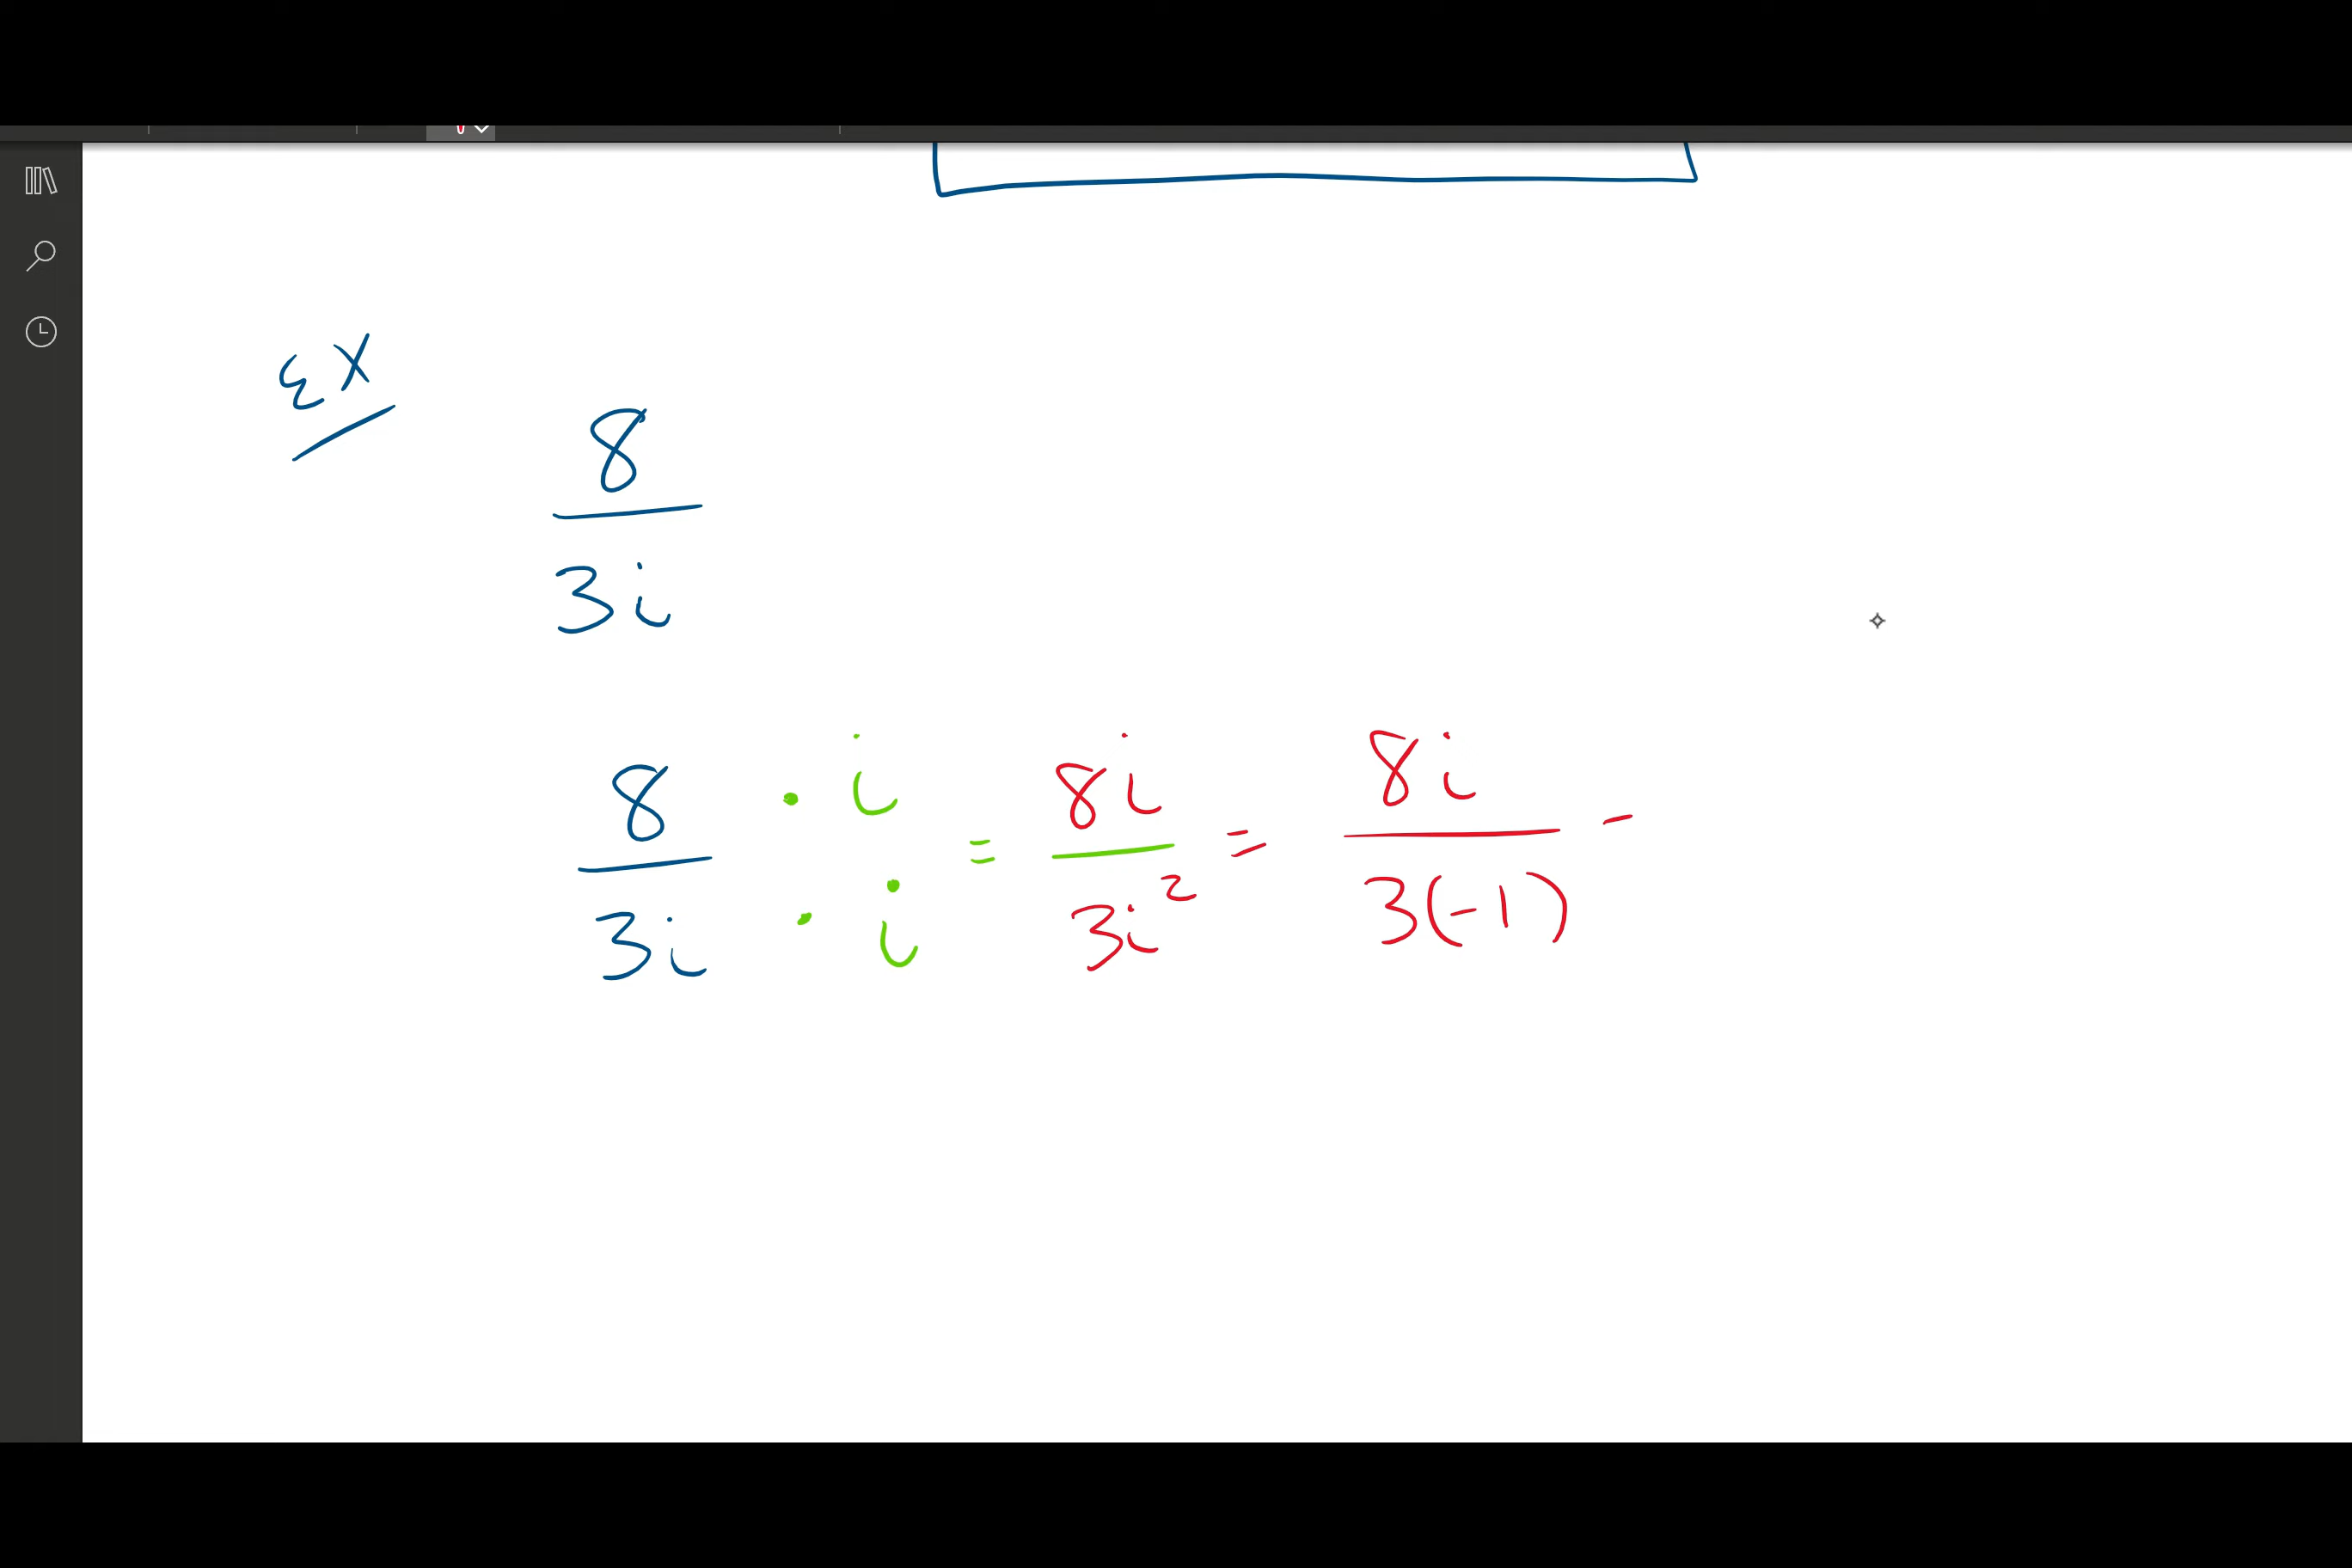 Ex
8
3i
8 · i = 8i = 8i -
3i · i 3i² 3(-1)